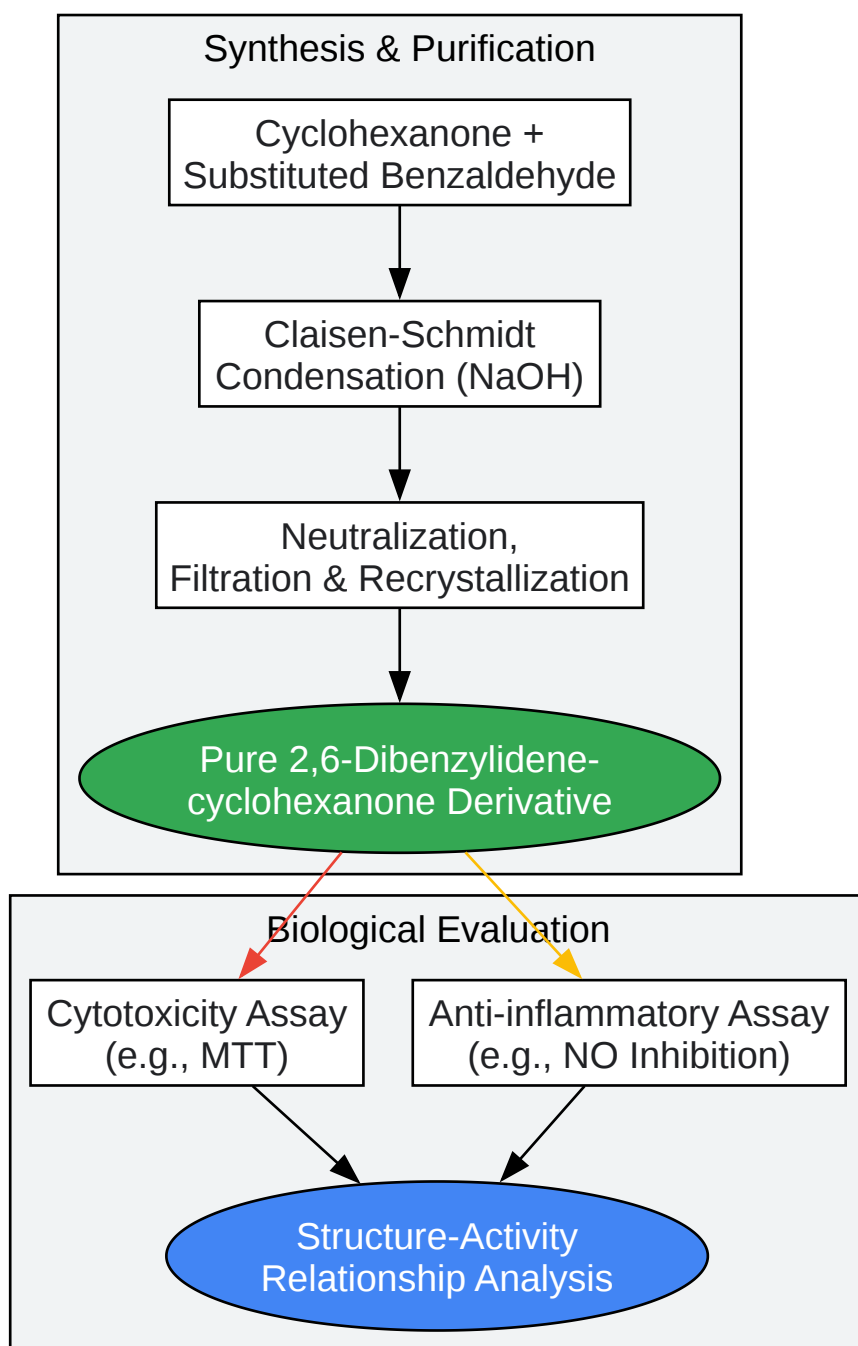 Synthesis & Purification
Cyclohexanone +
Substituted Benzaldehyde
Claisen-Schmidt
Condensation (NaOH)
Neutralization,
Filtration & Recrystallization
Pure 2,6-Dibenzylidene-
cyclohexanone Derivative
Biological Evaluation
Cytotoxicity Assay
(e.g., MTT)
Anti-inflammatory Assay
(e.g., NO Inhibition)
Structure-Activity
Relationship Analysis